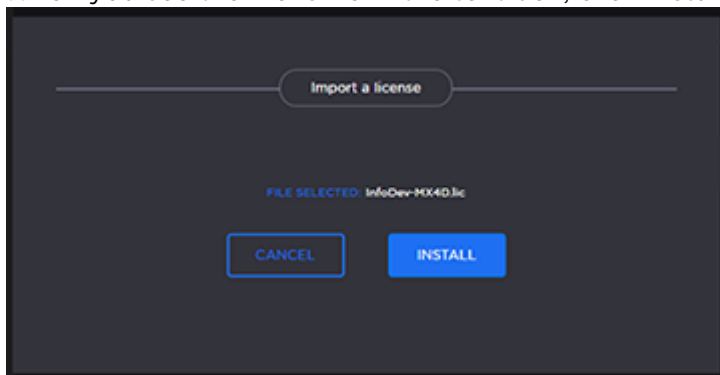 Import a license
FILE SELECTED: InfoDev-MX4D.lic
CANCEL
INSTALL